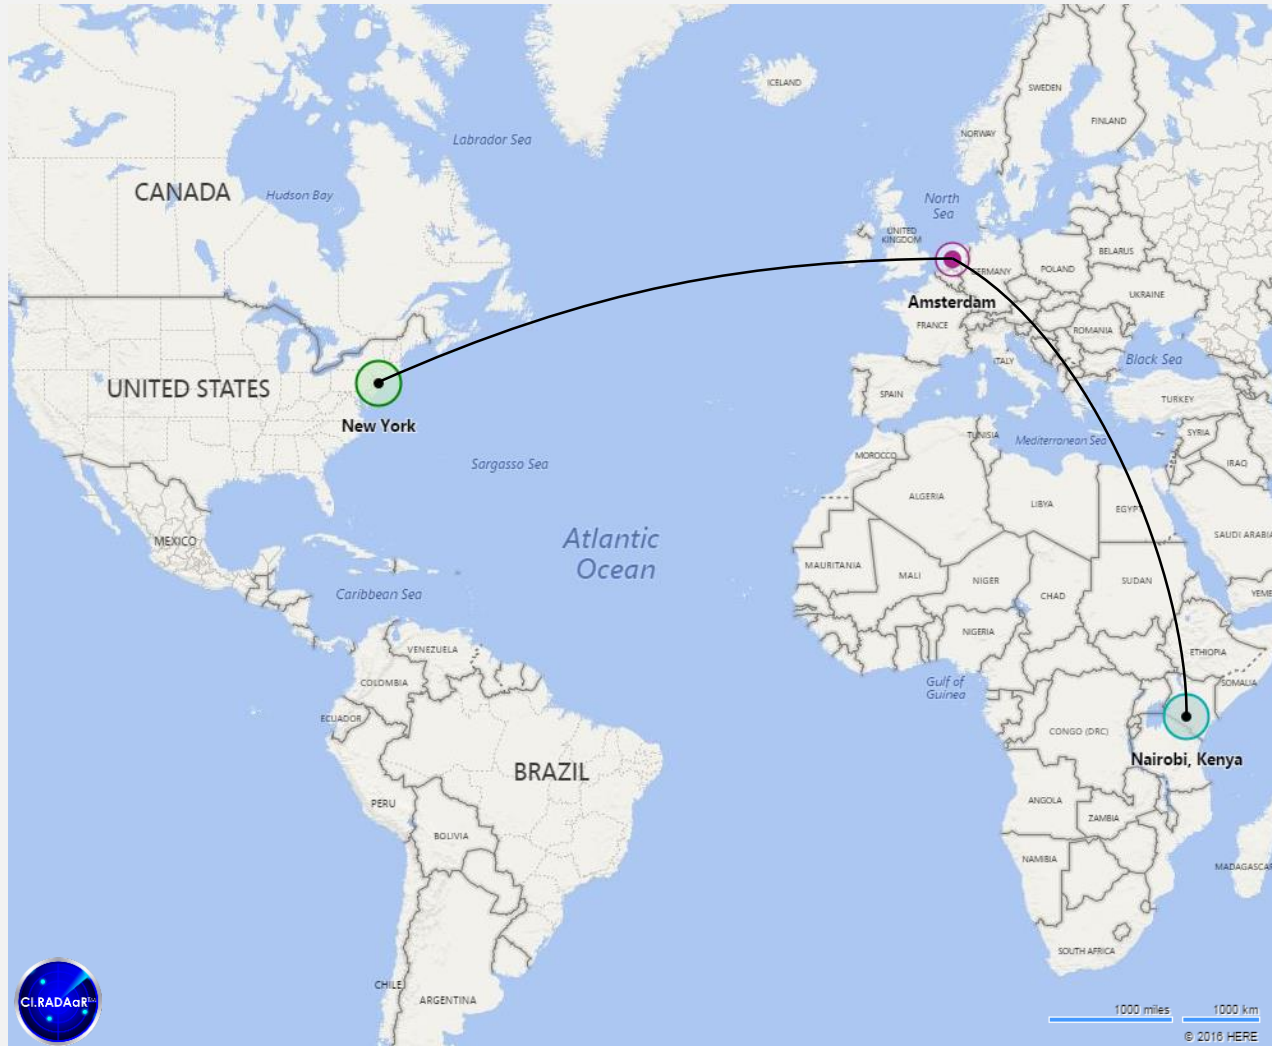 ICELAND
SWEDEN
FINLAND
NORWAY
Labrador Sea
CANADA
Hudson Bay
North
Sea
UNITED
KINGDOM
BELARUS
GERMANY
POLAND
UKRAINE
Amsterdam
FRANCE
ROMANIA
Black Sea
ITALY
UNITED STATES
SPAIN
TURKEY
New York
SYRIA
TUNISIA
Mediterranean Sea
MOROCCO
Sargasso Sea
IRAQ
ALGERIA
LIBYA
EGYPT
Atlantic
Ocean
SAUDI ARABIA
MEXICO
MAURITANIA
MALI
NIGER
CHAD
SUDAN
YEME
Caribbean Sea
NIGERIA
VENEZUELA
ETHIOPIA
COLOMBIA
Gulf of
Guinea
SOMALIA
ECUADOR
CONGO (DRC)
Nairobi, Kenya
BRAZIL
PERU
ANGOLA
ZAMBIA
BOLIVIA
NAMIBIA
MADAGASCAR
SOUTH AFRICA
CHILE
ARGENTINA
CI.RADAaR
1000 miles
1000 km
© 2016 HERE